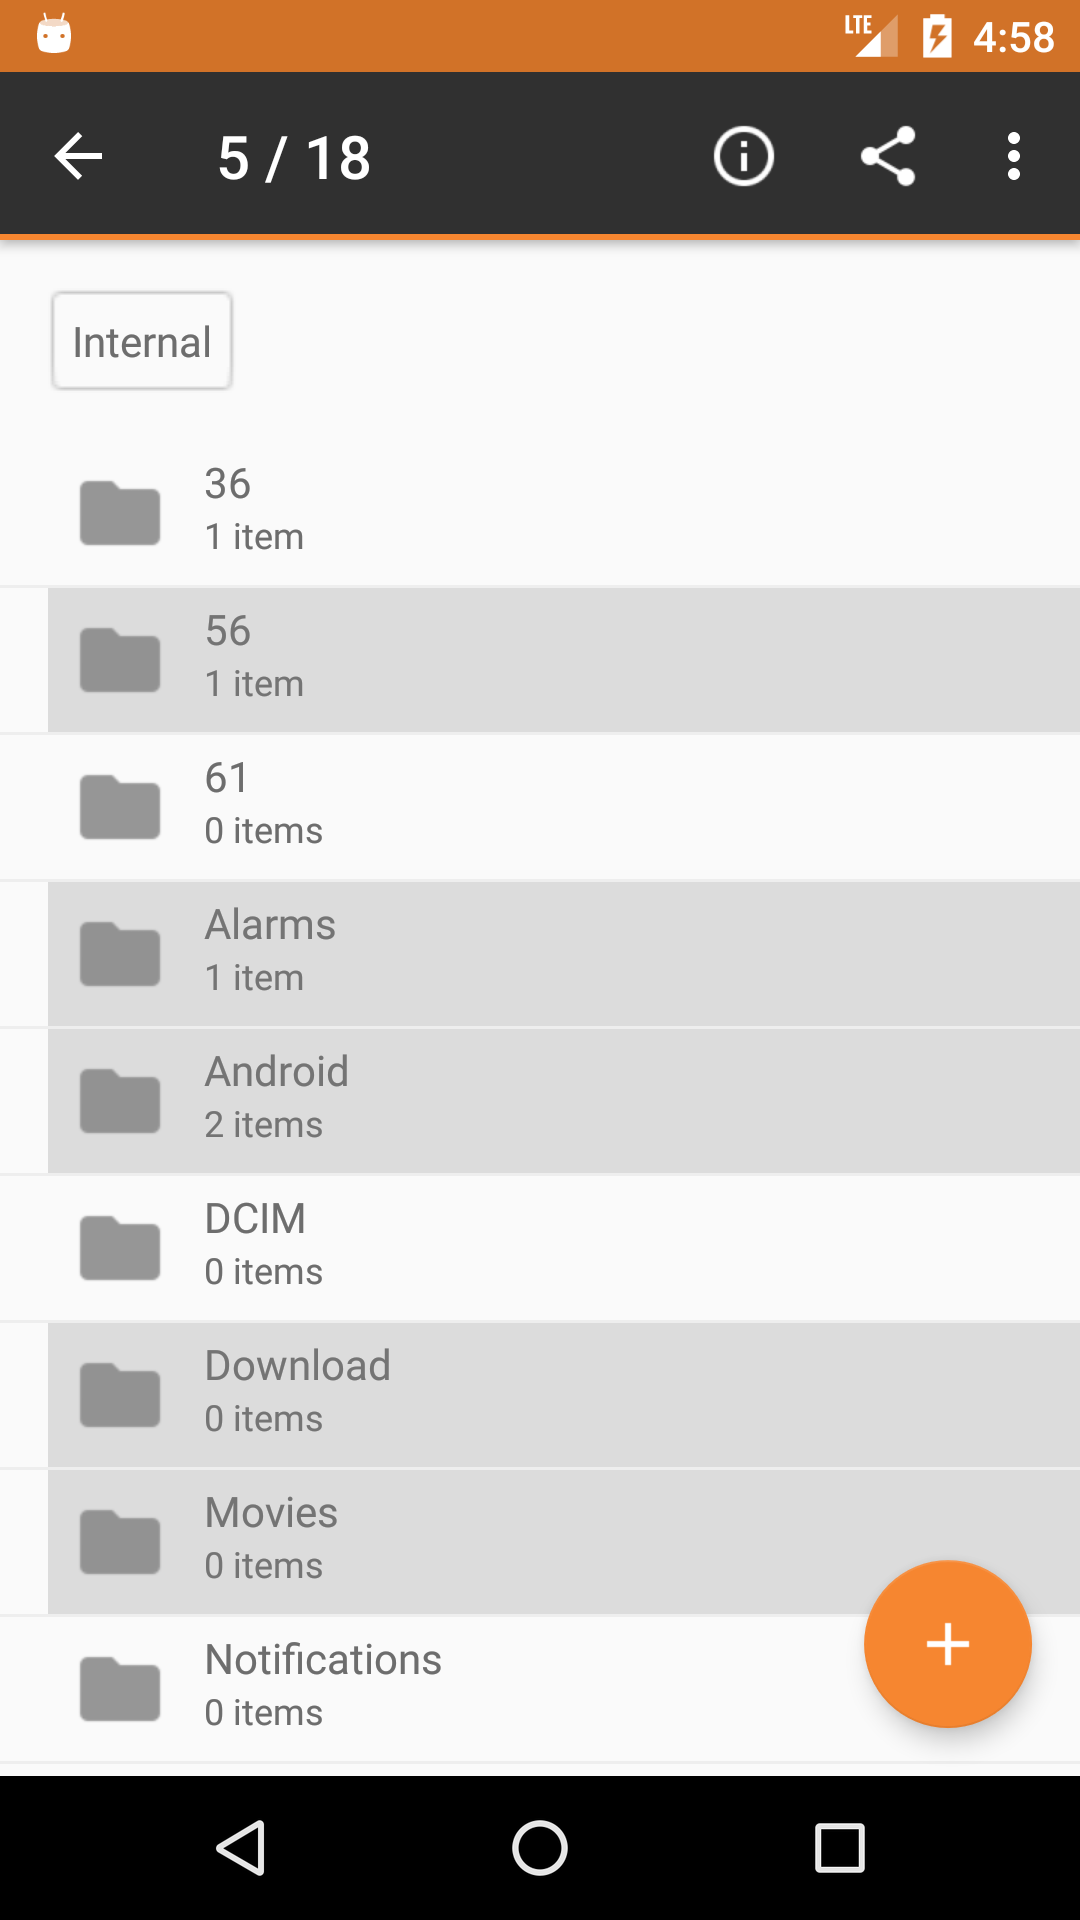 LTE 4:58
5 / 18
Internal
36
1 item
56
1 item
61
0 items
Alarms
1 item
Android
2 items
DCIM
0 items
Download
0 items
Movies
0 items
Notifications
0 items